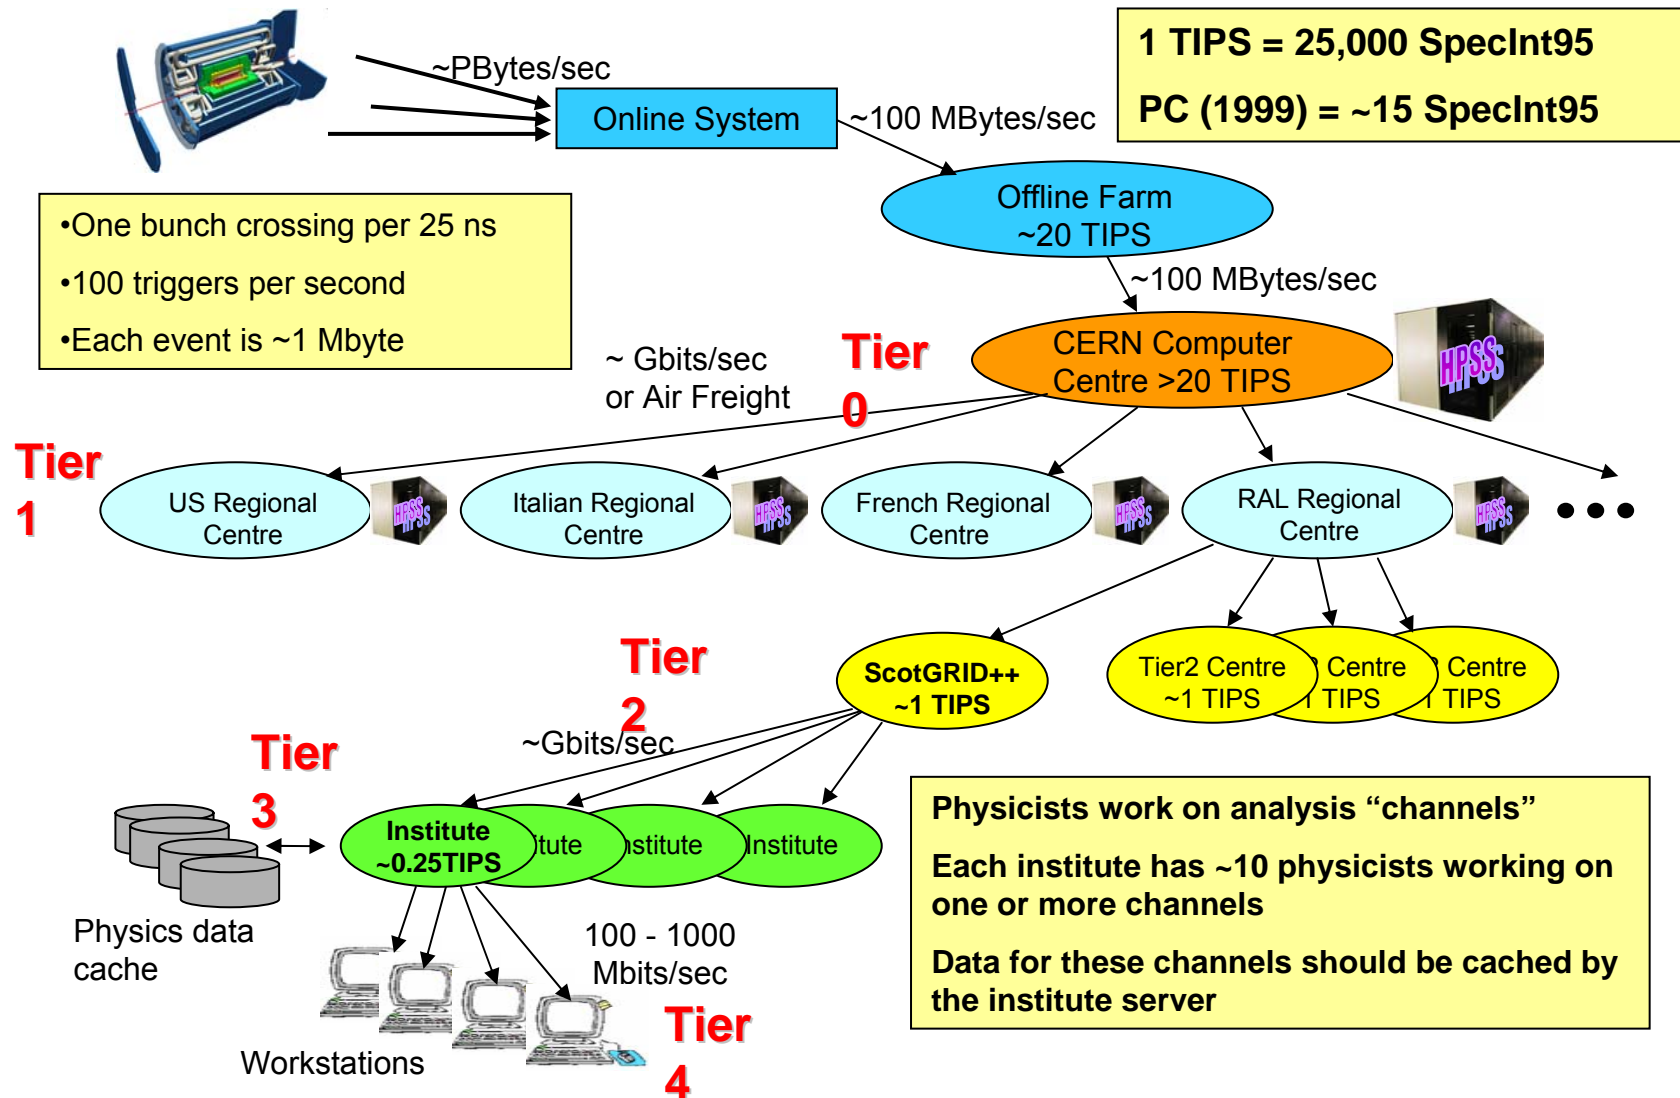 ~PBytes/sec
Online System
~100 MBytes/sec
1 TIPS = 25,000 SpecInt95
PC (1999) = ~15 SpecInt95
•One bunch crossing per 25 ns
•100 triggers per second
•Each event is ~1 Mbyte
Offline Farm
~20 TIPS
~100 MBytes/sec
~ Gbits/sec
or Air Freight
Tier
0
CERN Computer
Centre >20 TIPS
HPSS
Tier
1
US Regional
Centre
HPSS
Italian Regional
Centre
HPSS
French Regional
Centre
HPSS
RAL Regional
Centre
HPSS
Tier
2
ScotGRID++
~1 TIPS
Tier2 Centre
~1 TIPS
Centre
TIPS
Centre
TIPS
~Gbits/sec
Tier
3
Institute
~0.25TIPS
tute
nstitute
Institute
Physics data
cache
100 - 1000
Mbits/sec
Workstations
Tier
4
Physicists work on analysis “channels”
Each institute has ~10 physicists working on
one or more channels
Data for these channels should be cached by
the institute server